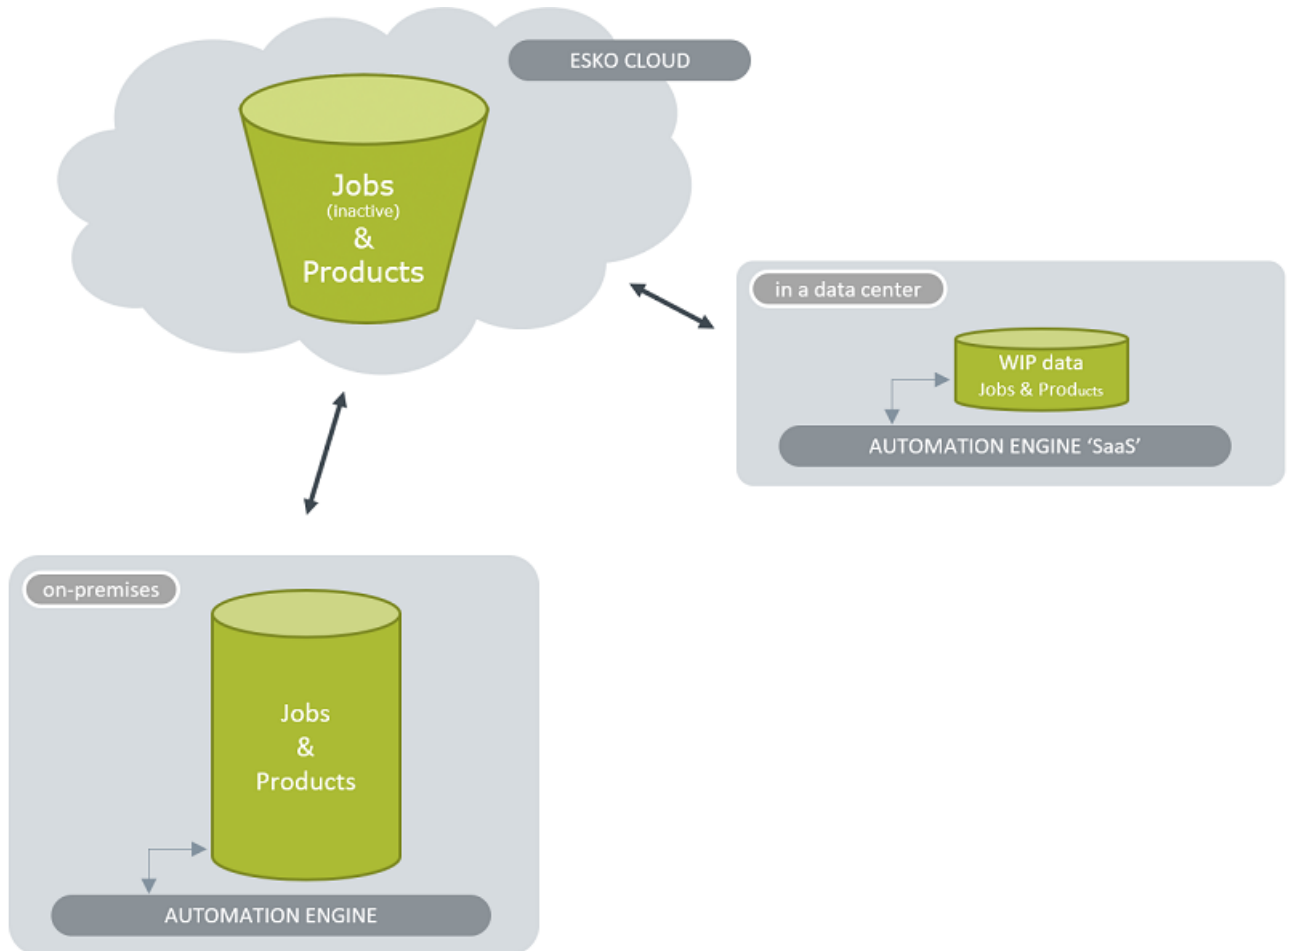 ESKO CLOUD
Jobs
(inactive)
&
Products
in a data center
WIP data
Jobs & Products
AUTOMATION ENGINE ‘SaaS’
on-premises
Jobs
&
Products
AUTOMATION ENGINE